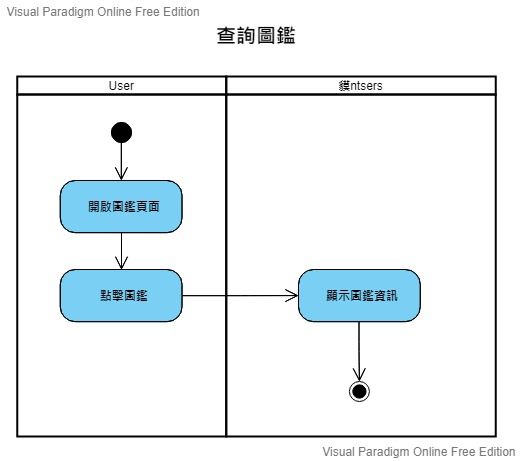 Visual Paradigm Online Free Edition
查詢圖鑑
User
貘ntsers
開啟圖鑑頁面
點擊圖鑑
顯示圖鑑資訊
Visual Paradigm Online Free Edition